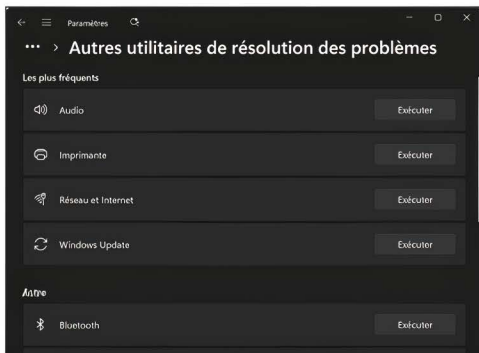 Paramètres
... > Autres utilitaires de résolution des problèmes
Les plus fréquents
Audio Exécuter
Imprimante Exécuter
Réseau et Internet Exécuter
Windows Update Exécuter
Autre
Bluetooth Exécuter